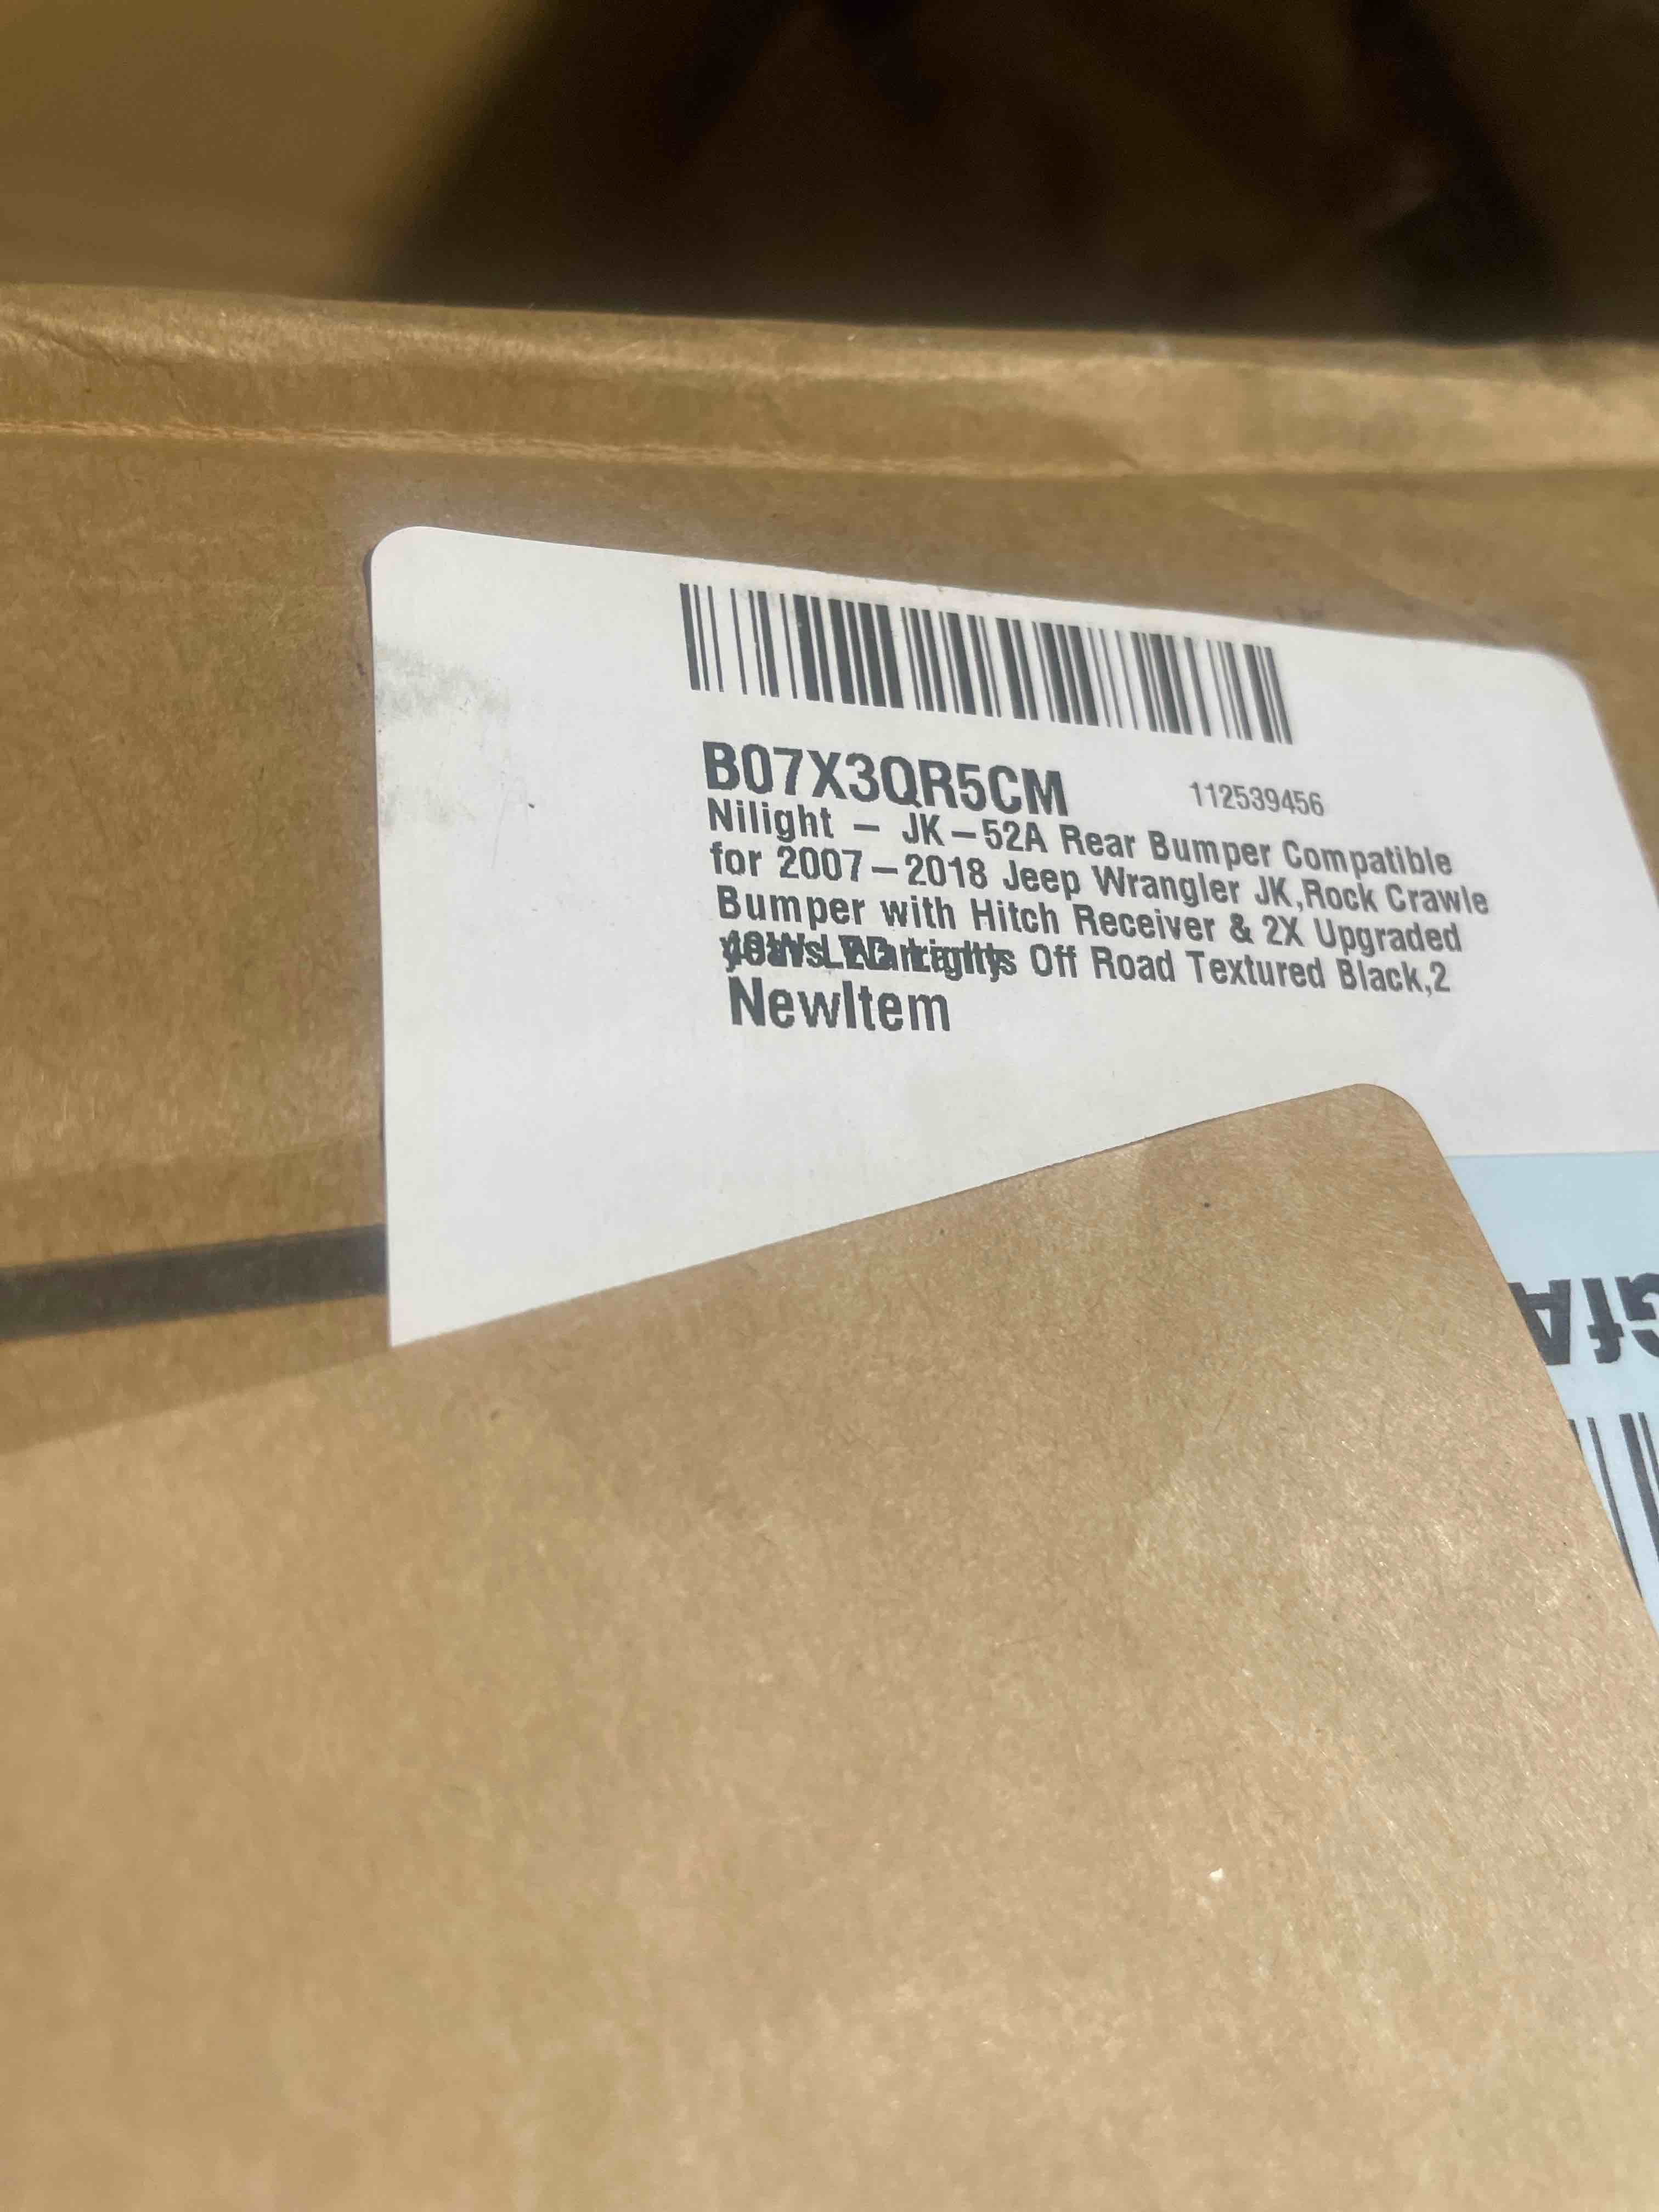 B07X3QR5CM 112539456
Nilight – JK–52A Rear Bumper Compatible
for 2007–2018 Jeep Wrangler JK,Rock Crawle
Bumper with Hitch Receiver & 2X Upgraded
Off Road Textured Black,2
NewItem
GfA